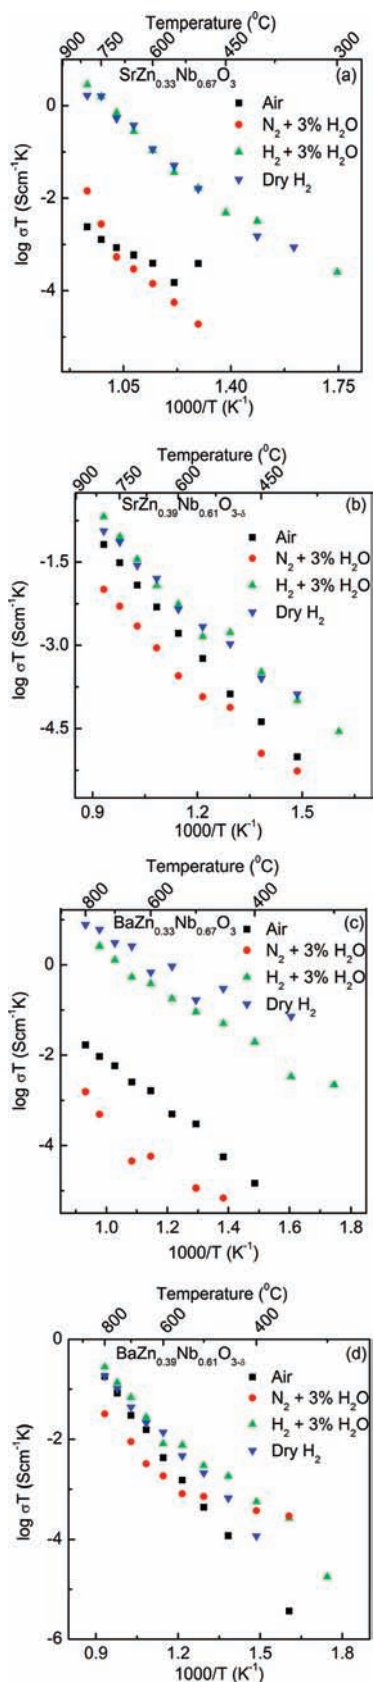 Temperature (⁰C)
900 750 600 450 300
SrZn0.33Nb0.67O3 (a)
Air
N2 + 3% H2O
H2 + 3% H2O
Dry H2
0
-2
-4
log σT (Scm⁻¹K)
1.05 1.40 1.75
1000/T (K⁻¹)
Temperature (⁰C)
900 750 600 450
SrZn0.39Nb0.61O3-δ (b)
Air
N2 + 3% H2O
H2 + 3% H2O
Dry H2
-1.5
-3.0
-4.5
log σT (Scm⁻¹K)
0.9 1.2 1.5
1000/T (K⁻¹)
Temperature (⁰C)
800 600 400
BaZn0.33Nb0.67O3 (c)
Air
N2 + 3% H2O
H2 + 3% H2O
Dry H2
0
-2
-4
log σT (Scm⁻¹K)
1.0 1.2 1.4 1.6 1.8
1000/T (K⁻¹)
Temperature (⁰C)
800 600 400
0
BaZn0.39Nb0.61O3-δ (d)
Air
N2 + 3% H2O
H2 + 3% H2O
Dry H2
-2
-4
-6
log σT (Scm⁻¹K)
0.9 1.2 1.5 1.8
1000/T (K⁻¹)